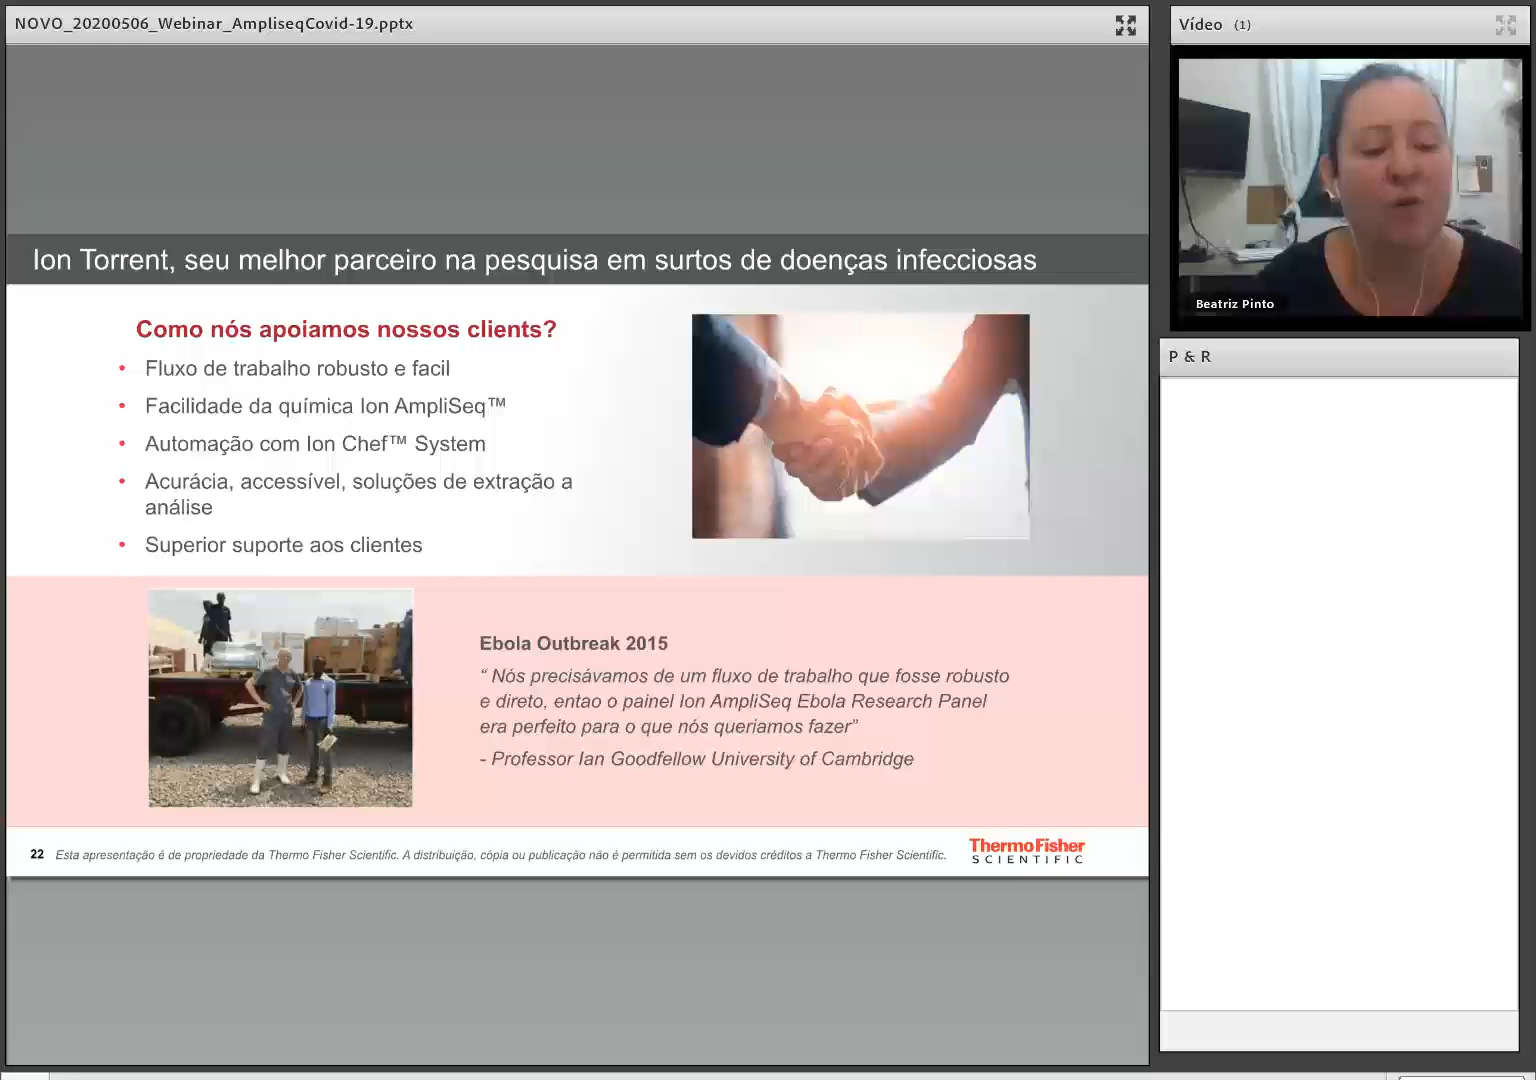 NOVO_20200506_Webinar_AmpliseqCovid-19.pptx
Vídeo (1)
Beatriz Pinto
P & R
Ion Torrent, seu melhor parceiro na pesquisa em surtos de doenças infecciosas
Como nós apoiamos nossos clients?
• Fluxo de trabalho robusto e facil
• Facilidade da química Ion AmpliSeq™
• Automação com Ion Chef™ System
• Acurácia, accessível, soluções de extração a
análise
• Superior suporte aos clientes
Ebola Outbreak 2015
“ Nós precisávamos de um fluxo de trabalho que fosse robusto
e direto, entao o painel Ion AmpliSeq Ebola Research Panel
era perfeito para o que nós queriamos fazer”
- Professor Ian Goodfellow University of Cambridge
22 Esta apresentação é de propriedade da Thermo Fisher Scientific. A distribuição, cópia ou publicação não é permitida sem os devidos créditos a Thermo Fisher Scientific.
ThermoFisher
SCIENTIFIC